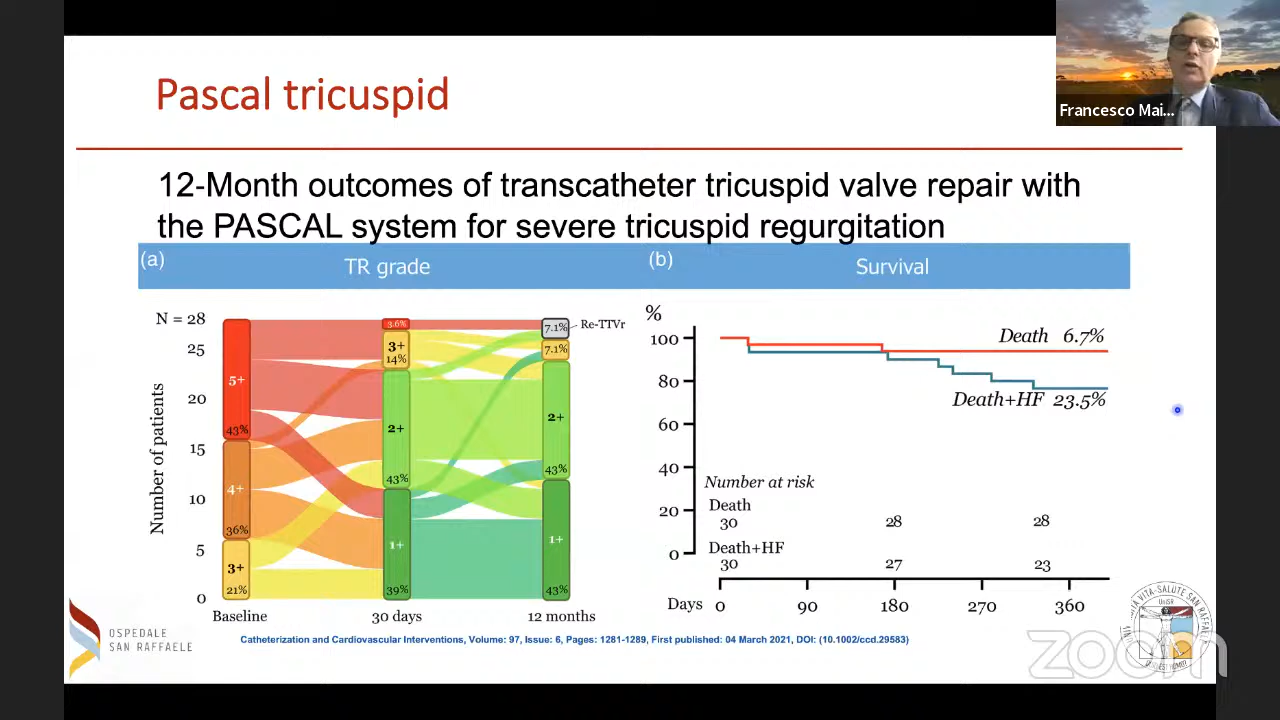 Francesco Mai...
Pascal tricuspid
12-Month outcomes of transcatheter tricuspid valve repair with
the PASCAL system for severe tricuspid regurgitation
(a)
TR grade
(b)
Survival
N = 28
25
20
15
10
5
0
Number of patients
5+
43%
4+
36%
3+
21%
3.6%
3+
14%
2+
43%
1+
39%
7.1%
Re-TTVr
7.1%
2+
43%
1+
43%
Baseline
30 days
12 months
%
100
80
60
40
20
0
Death 6.7%
Death+HF 23.5%
Number at risk
Death
30 28 28
Death+HF
30 27 23
Days 0 90 180 270 360
Catheterization and Cardiovascular Interventions, Volume: 97, Issue: 6, Pages: 1281-1289, First published: 04 March 2021, DOI: (10.1002/ccd.29583)
OSPEDALE
SAN RAFFAELE
UniSR
zoom